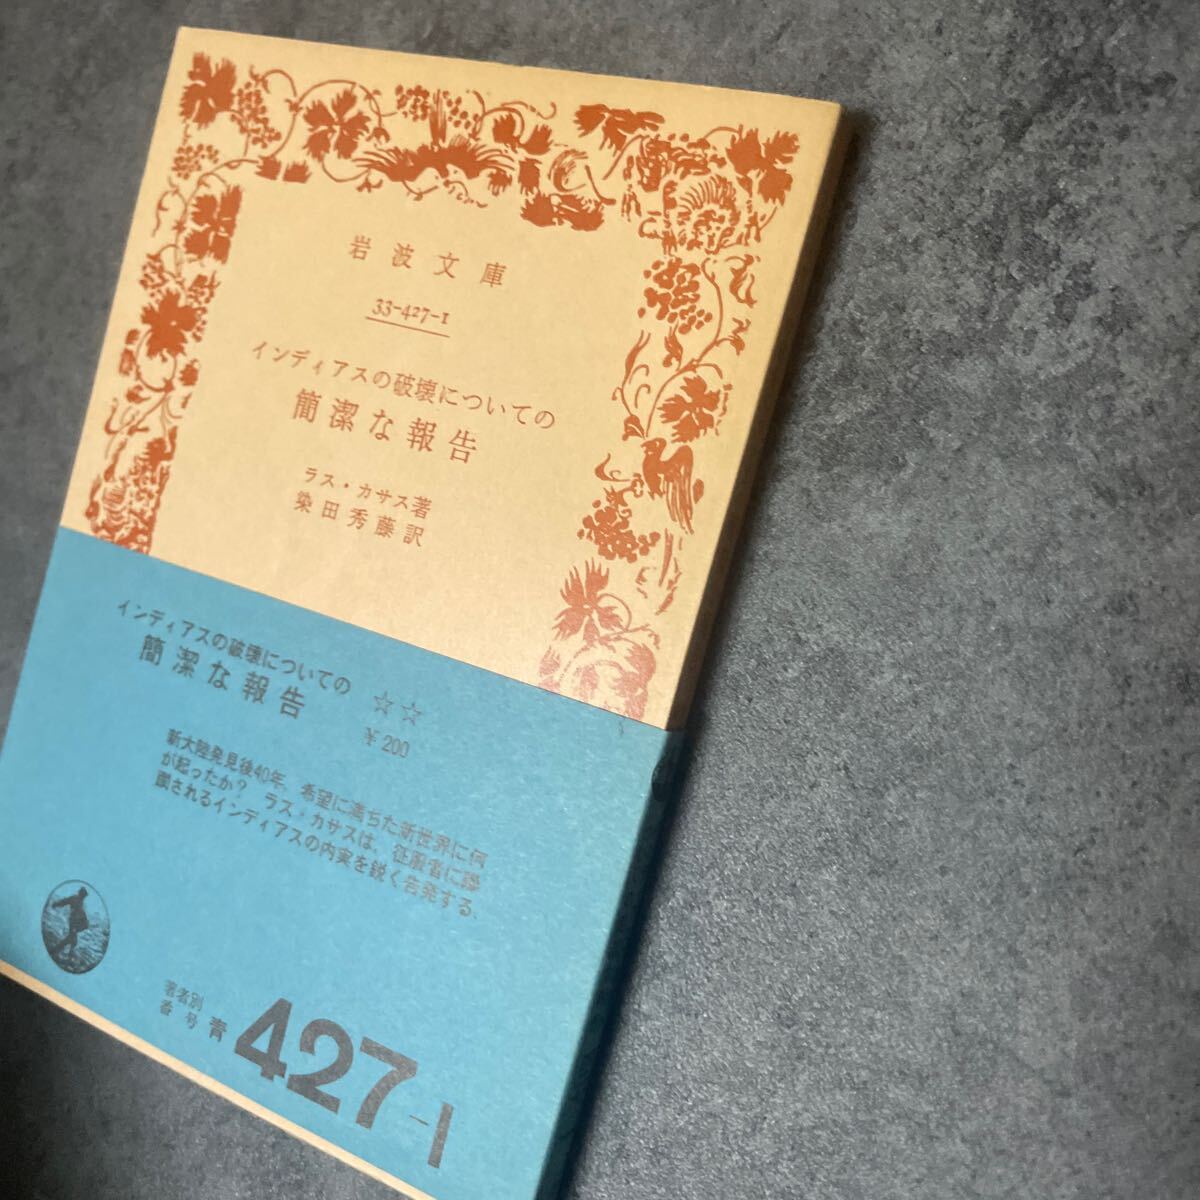 岩波文庫
33-427-1
インディアスの破壊についての
簡潔な報告
ラス・カサス著
染田秀藤訳
インディアスの破壊についての
簡潔な報告
☆☆
¥200
新大陸発見後40年、希望に満ちた新世界に何
が起ったか? ラス・カサスは、征服者に蹂
躙されるインディアスの内実を鋭く告発する.
著者別
番号
青
427-1